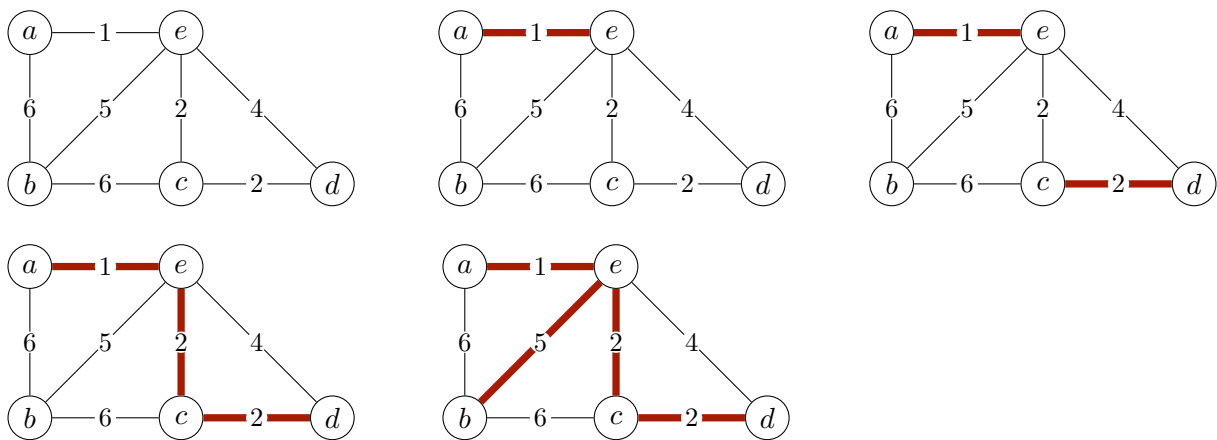 a 1 e a 1 e a 1 e
6 5 2 4 6 5 2 4 6 5 2 4
b 6 c 2 d b 6 c 2 d b 6 c 2 d
a 1 e a 1 e
6 5 2 4 6 5 2 4
b 6 c 2 d b 6 c 2 d